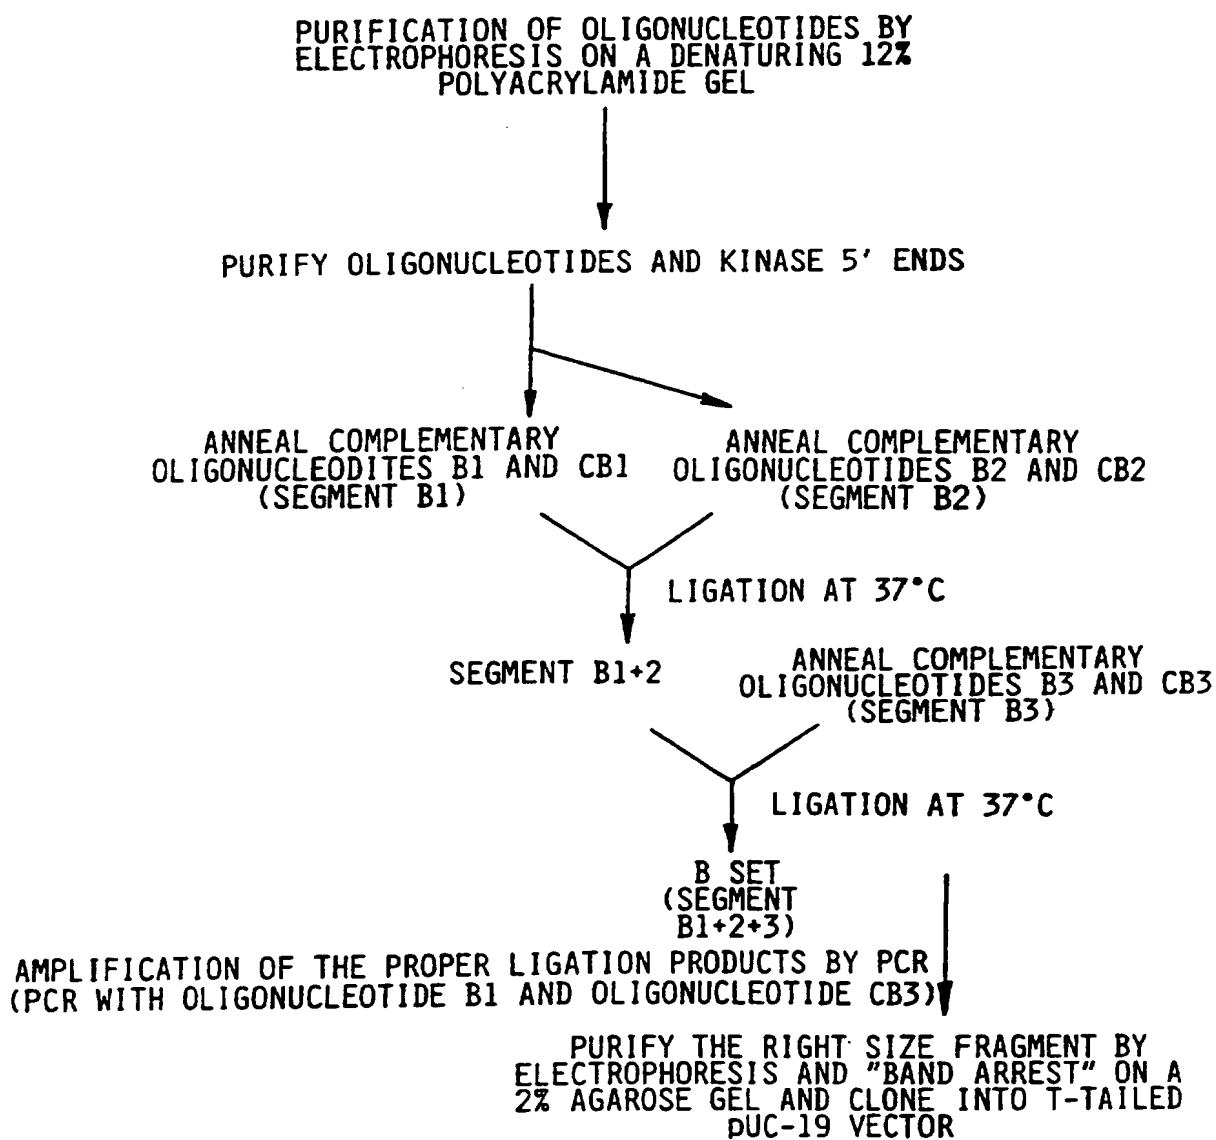 PURIFICATION OF OLIGONUCLEOTIDES BY
ELECTROPHORESIS ON A DENATURING 12%
POLYACRYLAMIDE GEL
PURIFY OLIGONUCLEOTIDES AND KINASE 5' ENDS
ANNEAL COMPLEMENTARY
OLIGONUCLEODITES B1 AND CB1
(SEGMENT B1)
ANNEAL COMPLEMENTARY
OLIGONUCLEOTIDES B2 AND CB2
(SEGMENT B2)
LIGATION AT 37°C
SEGMENT B1+2
ANNEAL COMPLEMENTARY
OLIGONUCLEOTIDES B3 AND CB3
(SEGMENT B3)
LIGATION AT 37°C
B SET
(SEGMENT
B1+2+3)
AMPLIFICATION OF THE PROPER LIGATION PRODUCTS BY PCR
(PCR WITH OLIGONUCLEOTIDE B1 AND OLIGONUCLEOTIDE CB3)
PURIFY THE RIGHT SIZE FRAGMENT BY
ELECTROPHORESIS AND "BAND ARREST" ON A
2% AGAROSE GEL AND CLONE INTO T-TAILED
pUC-19 VECTOR